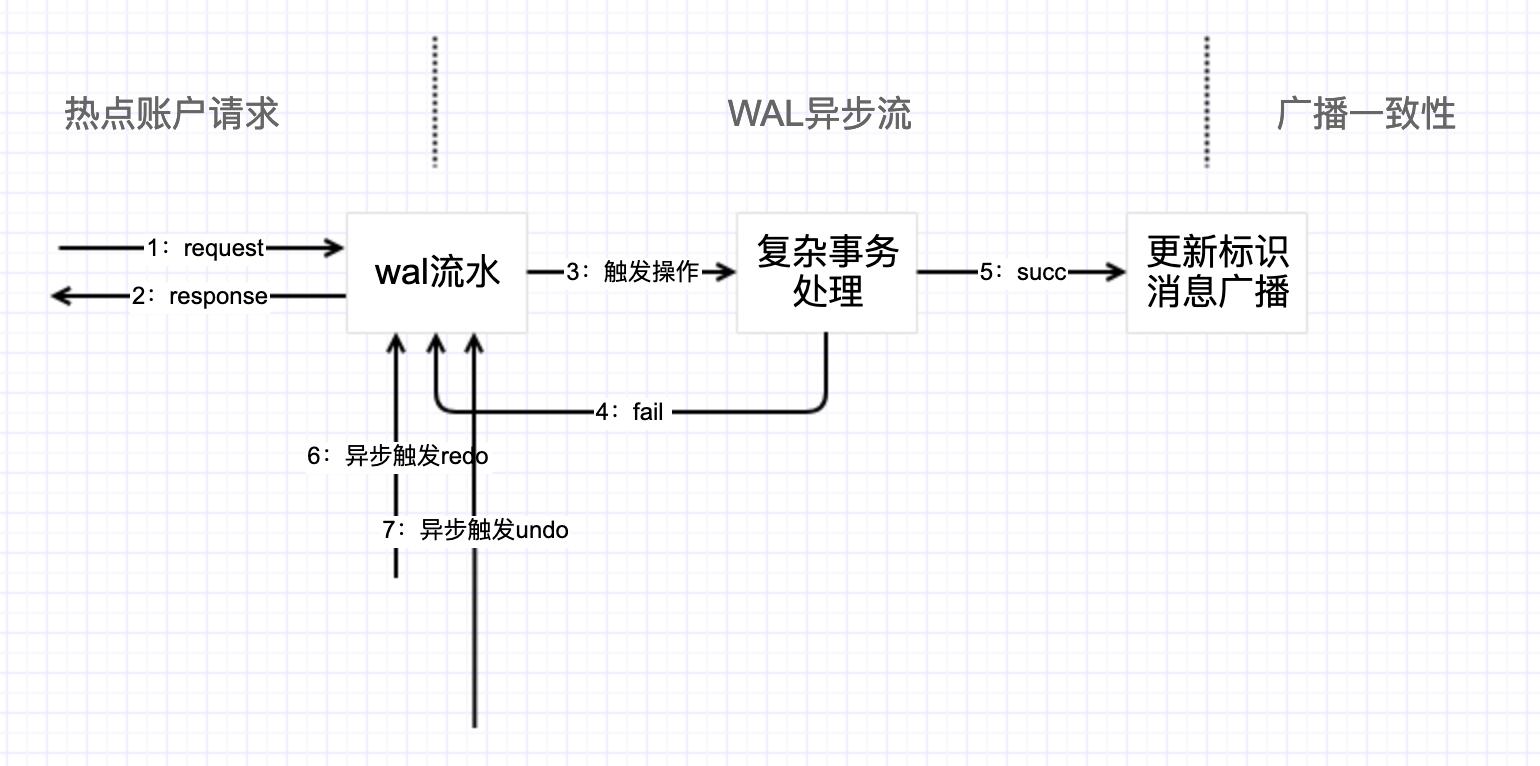 热点账户请求
WAL异步流
广播一致性
1：request
2：response
wal流水
3：触发操作
复杂事务
处理
5：succ
更新标识
消息广播
4：fail
6：异步触发redo
7：异步触发undo